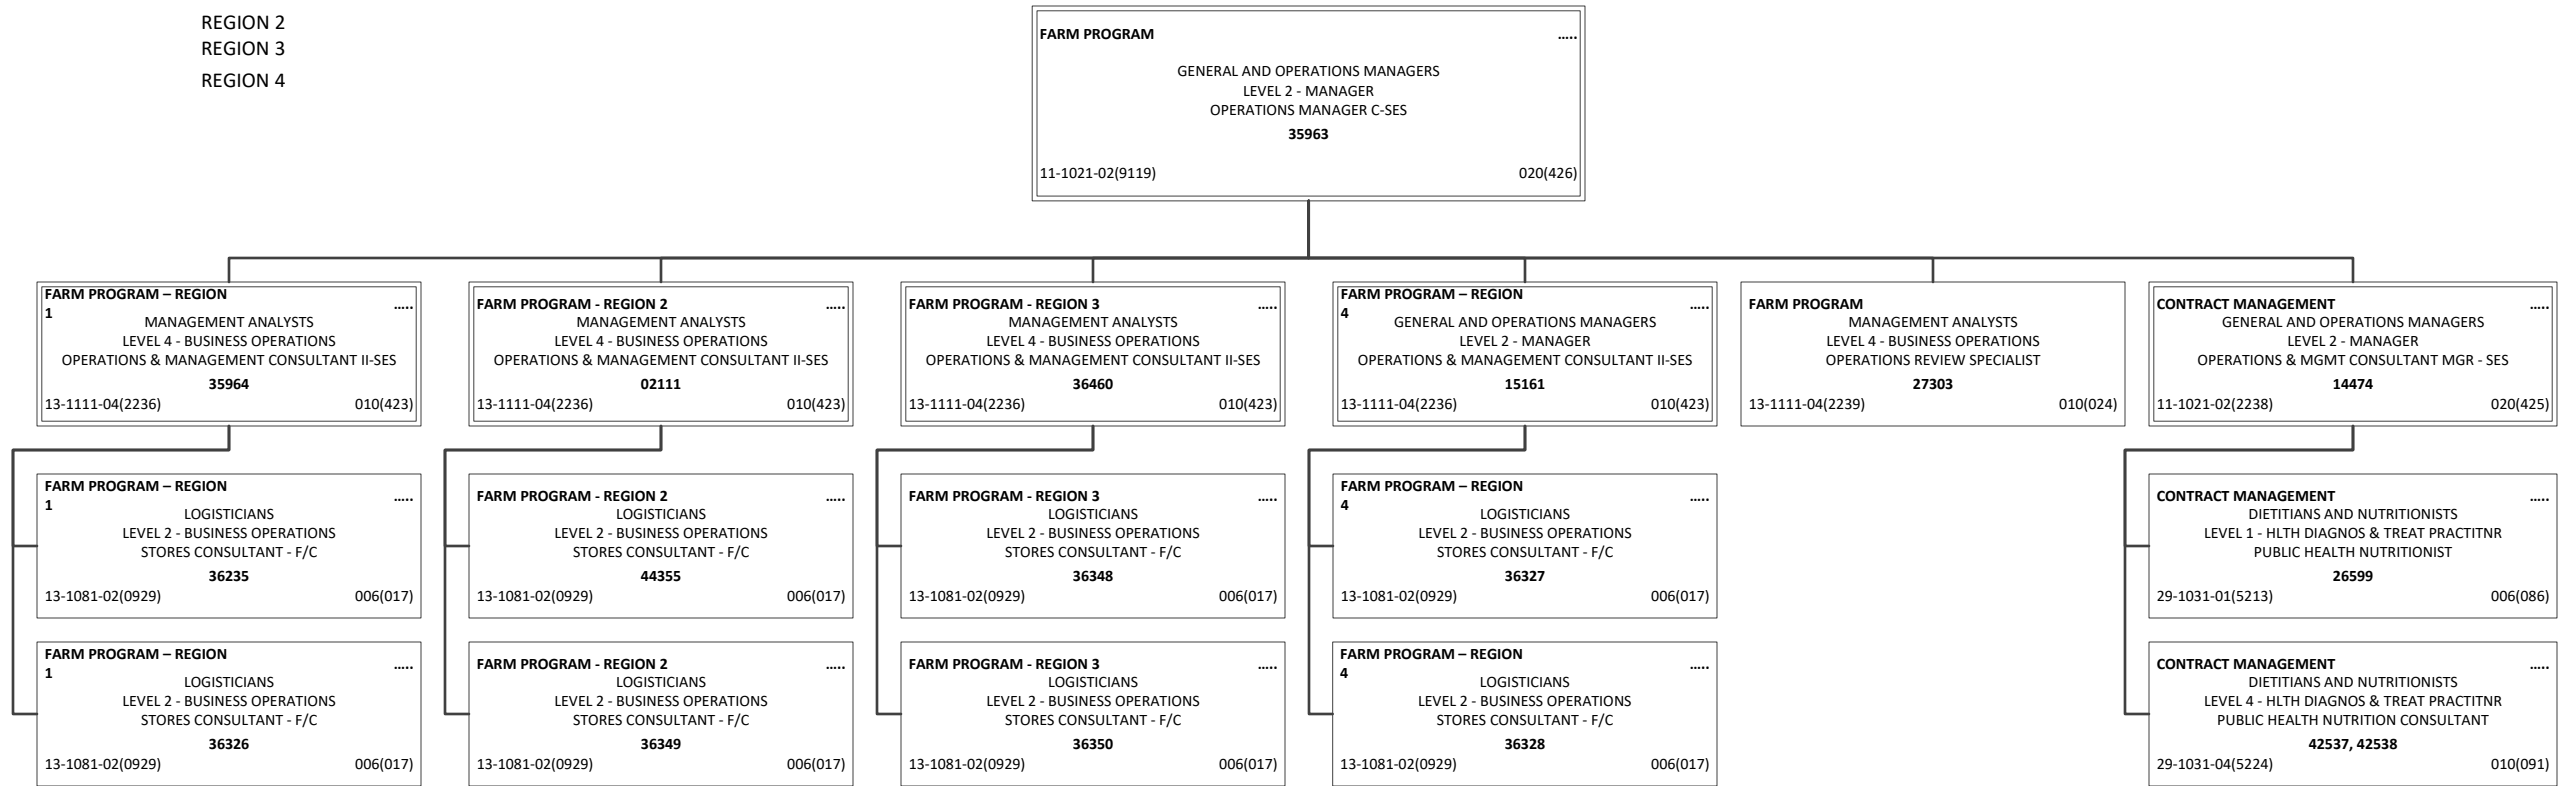 REGION 2
REGION 3
REGION 4
FARM PROGRAM .....
GENERAL AND OPERATIONS MANAGERS
LEVEL 2 - MANAGER
OPERATIONS MANAGER C-SES
35963
11-1021-02(9119) 020(426)
FARM PROGRAM – REGION
1 .....
MANAGEMENT ANALYSTS
LEVEL 4 - BUSINESS OPERATIONS
OPERATIONS & MANAGEMENT CONSULTANT II-SES
35964
13-1111-04(2236) 010(423)
FARM PROGRAM - REGION 2 .....
MANAGEMENT ANALYSTS
LEVEL 4 - BUSINESS OPERATIONS
OPERATIONS & MANAGEMENT CONSULTANT II-SES
02111
13-1111-04(2236) 010(423)
FARM PROGRAM - REGION 3 .....
MANAGEMENT ANALYSTS
LEVEL 4 - BUSINESS OPERATIONS
OPERATIONS & MANAGEMENT CONSULTANT II-SES
36460
13-1111-04(2236) 010(423)
FARM PROGRAM – REGION
4 .....
GENERAL AND OPERATIONS MANAGERS
LEVEL 2 - MANAGER
OPERATIONS & MANAGEMENT CONSULTANT II-SES
15161
13-1111-04(2236) 010(423)
FARM PROGRAM .....
MANAGEMENT ANALYSTS
LEVEL 4 - BUSINESS OPERATIONS
OPERATIONS REVIEW SPECIALIST
27303
13-1111-04(2239) 010(024)
CONTRACT MANAGEMENT .....
GENERAL AND OPERATIONS MANAGERS
LEVEL 2 - MANAGER
OPERATIONS & MGMT CONSULTANT MGR - SES
14474
11-1021-02(2238) 020(425)
FARM PROGRAM – REGION
1 .....
LOGISTICIANS
LEVEL 2 - BUSINESS OPERATIONS
STORES CONSULTANT - F/C
36235
13-1081-02(0929) 006(017)
FARM PROGRAM - REGION 2 .....
LOGISTICIANS
LEVEL 2 - BUSINESS OPERATIONS
STORES CONSULTANT - F/C
44355
13-1081-02(0929) 006(017)
FARM PROGRAM - REGION 3 .....
LOGISTICIANS
LEVEL 2 - BUSINESS OPERATIONS
STORES CONSULTANT - F/C
36348
13-1081-02(0929) 006(017)
FARM PROGRAM – REGION
4 .....
LOGISTICIANS
LEVEL 2 - BUSINESS OPERATIONS
STORES CONSULTANT - F/C
36327
13-1081-02(0929) 006(017)
CONTRACT MANAGEMENT .....
DIETITIANS AND NUTRITIONISTS
LEVEL 1 - HLTH DIAGNOS & TREAT PRACTITNR
PUBLIC HEALTH NUTRITIONIST
26599
29-1031-01(5213) 006(086)
FARM PROGRAM – REGION
1 .....
LOGISTICIANS
LEVEL 2 - BUSINESS OPERATIONS
STORES CONSULTANT - F/C
36326
13-1081-02(0929) 006(017)
FARM PROGRAM - REGION 2 .....
LOGISTICIANS
LEVEL 2 - BUSINESS OPERATIONS
STORES CONSULTANT - F/C
36349
13-1081-02(0929) 006(017)
FARM PROGRAM - REGION 3 .....
LOGISTICIANS
LEVEL 2 - BUSINESS OPERATIONS
STORES CONSULTANT - F/C
36350
13-1081-02(0929) 006(017)
FARM PROGRAM – REGION
4 .....
LOGISTICIANS
LEVEL 2 - BUSINESS OPERATIONS
STORES CONSULTANT - F/C
36328
13-1081-02(0929) 006(017)
CONTRACT MANAGEMENT .....
DIETITIANS AND NUTRITIONISTS
LEVEL 4 - HLTH DIAGNOS & TREAT PRACTITNR
PUBLIC HEALTH NUTRITION CONSULTANT
42537, 42538
29-1031-04(5224) 010(091)